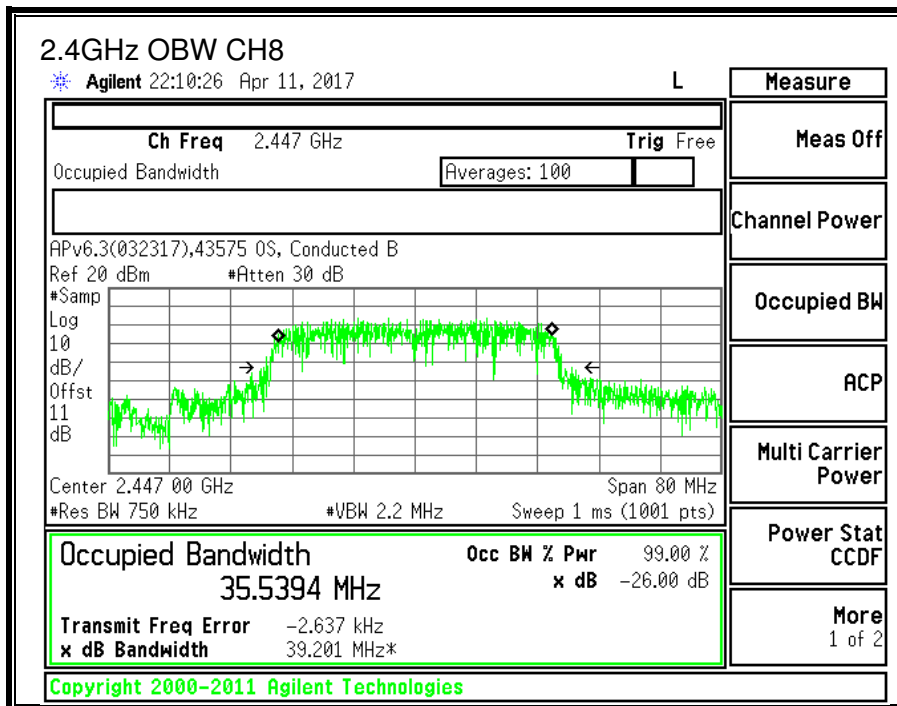 2.4GHz OBW CH8
Agilent 22:10:26 Apr 11, 2017 L
Measure
Ch Freq 2.447 GHz Trig Free
Meas Off
Occupied Bandwidth Averages: 100
Channel Power
APv6.3(032317),43575 OS, Conducted B
Ref 20 dBm #Atten 30 dB
#Samp
Log
10
dB/
Offst
11
dB
Occupied BW
ACP
Multi Carrier
Power
Center 2.447 00 GHz Span 80 MHz
#Res BW 750 kHz #VBW 2.2 MHz Sweep 1 ms (1001 pts)
Power Stat
CCDF
Occupied Bandwidth Occ BW % Pwr 99.00 %
35.5394 MHz x dB -26.00 dB
Transmit Freq Error -2.637 kHz
x dB Bandwidth 39.201 MHz*
More
1 of 2
Copyright 2000-2011 Agilent Technologies